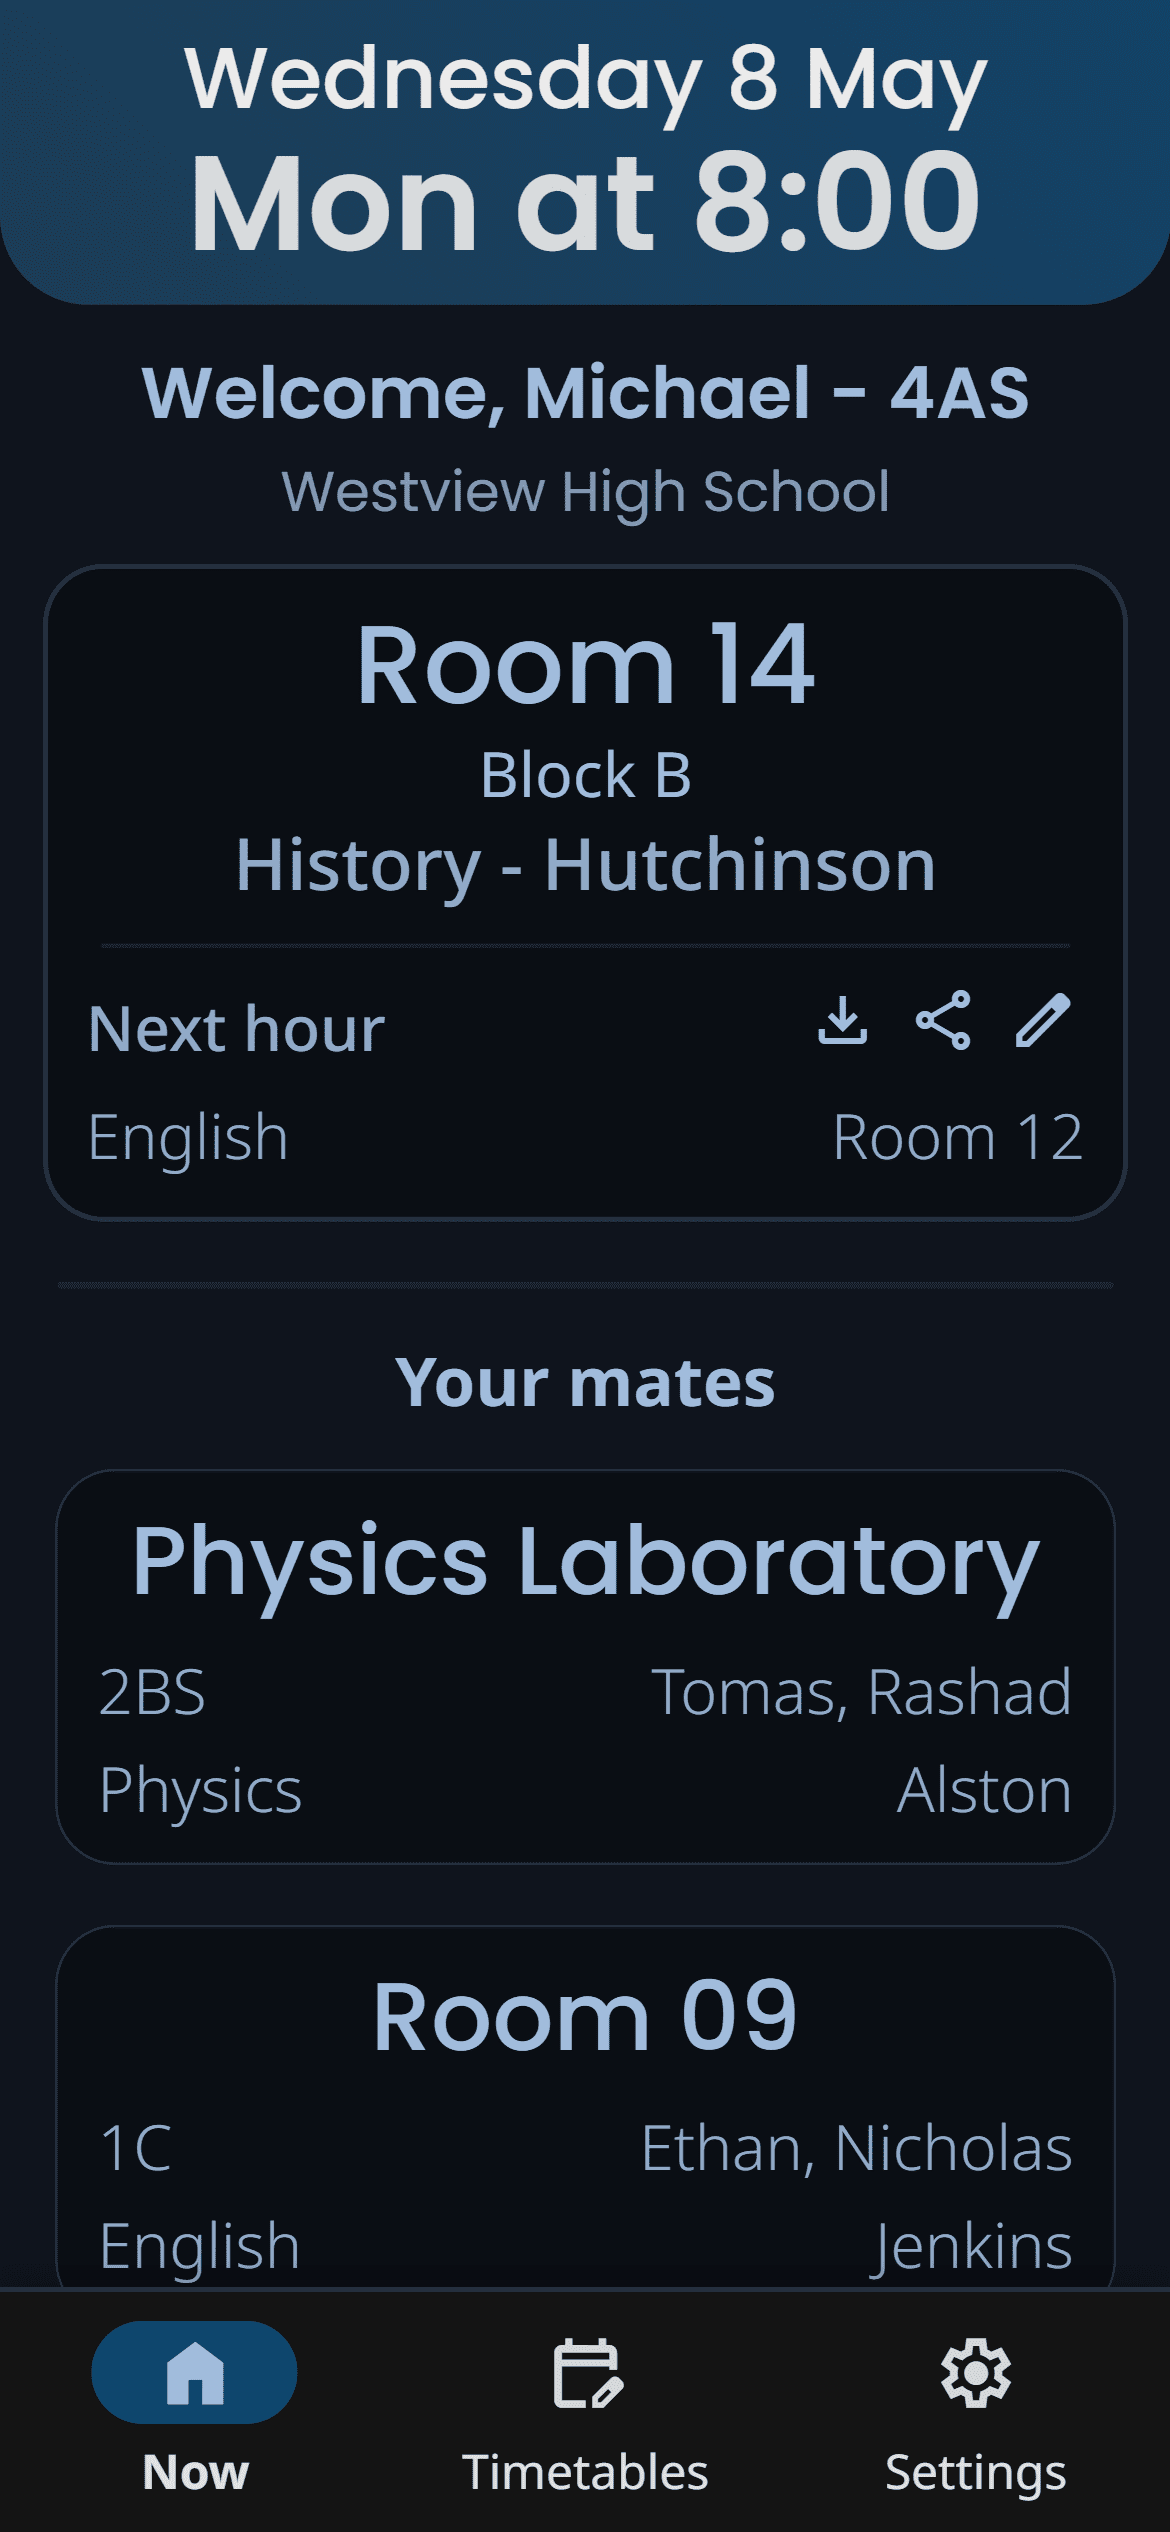 Wednesday 8 May
Mon at 8:00
Welcome, Michael - 4AS
Westview High School
Room 14
Block B
History - Hutchinson
Next hour
English Room 12
Your mates
Physics Laboratory
2BS Tomas, Rashad
Physics Alston
Room 09
1C Ethan, Nicholas
English Jenkins
Now Timetables Settings